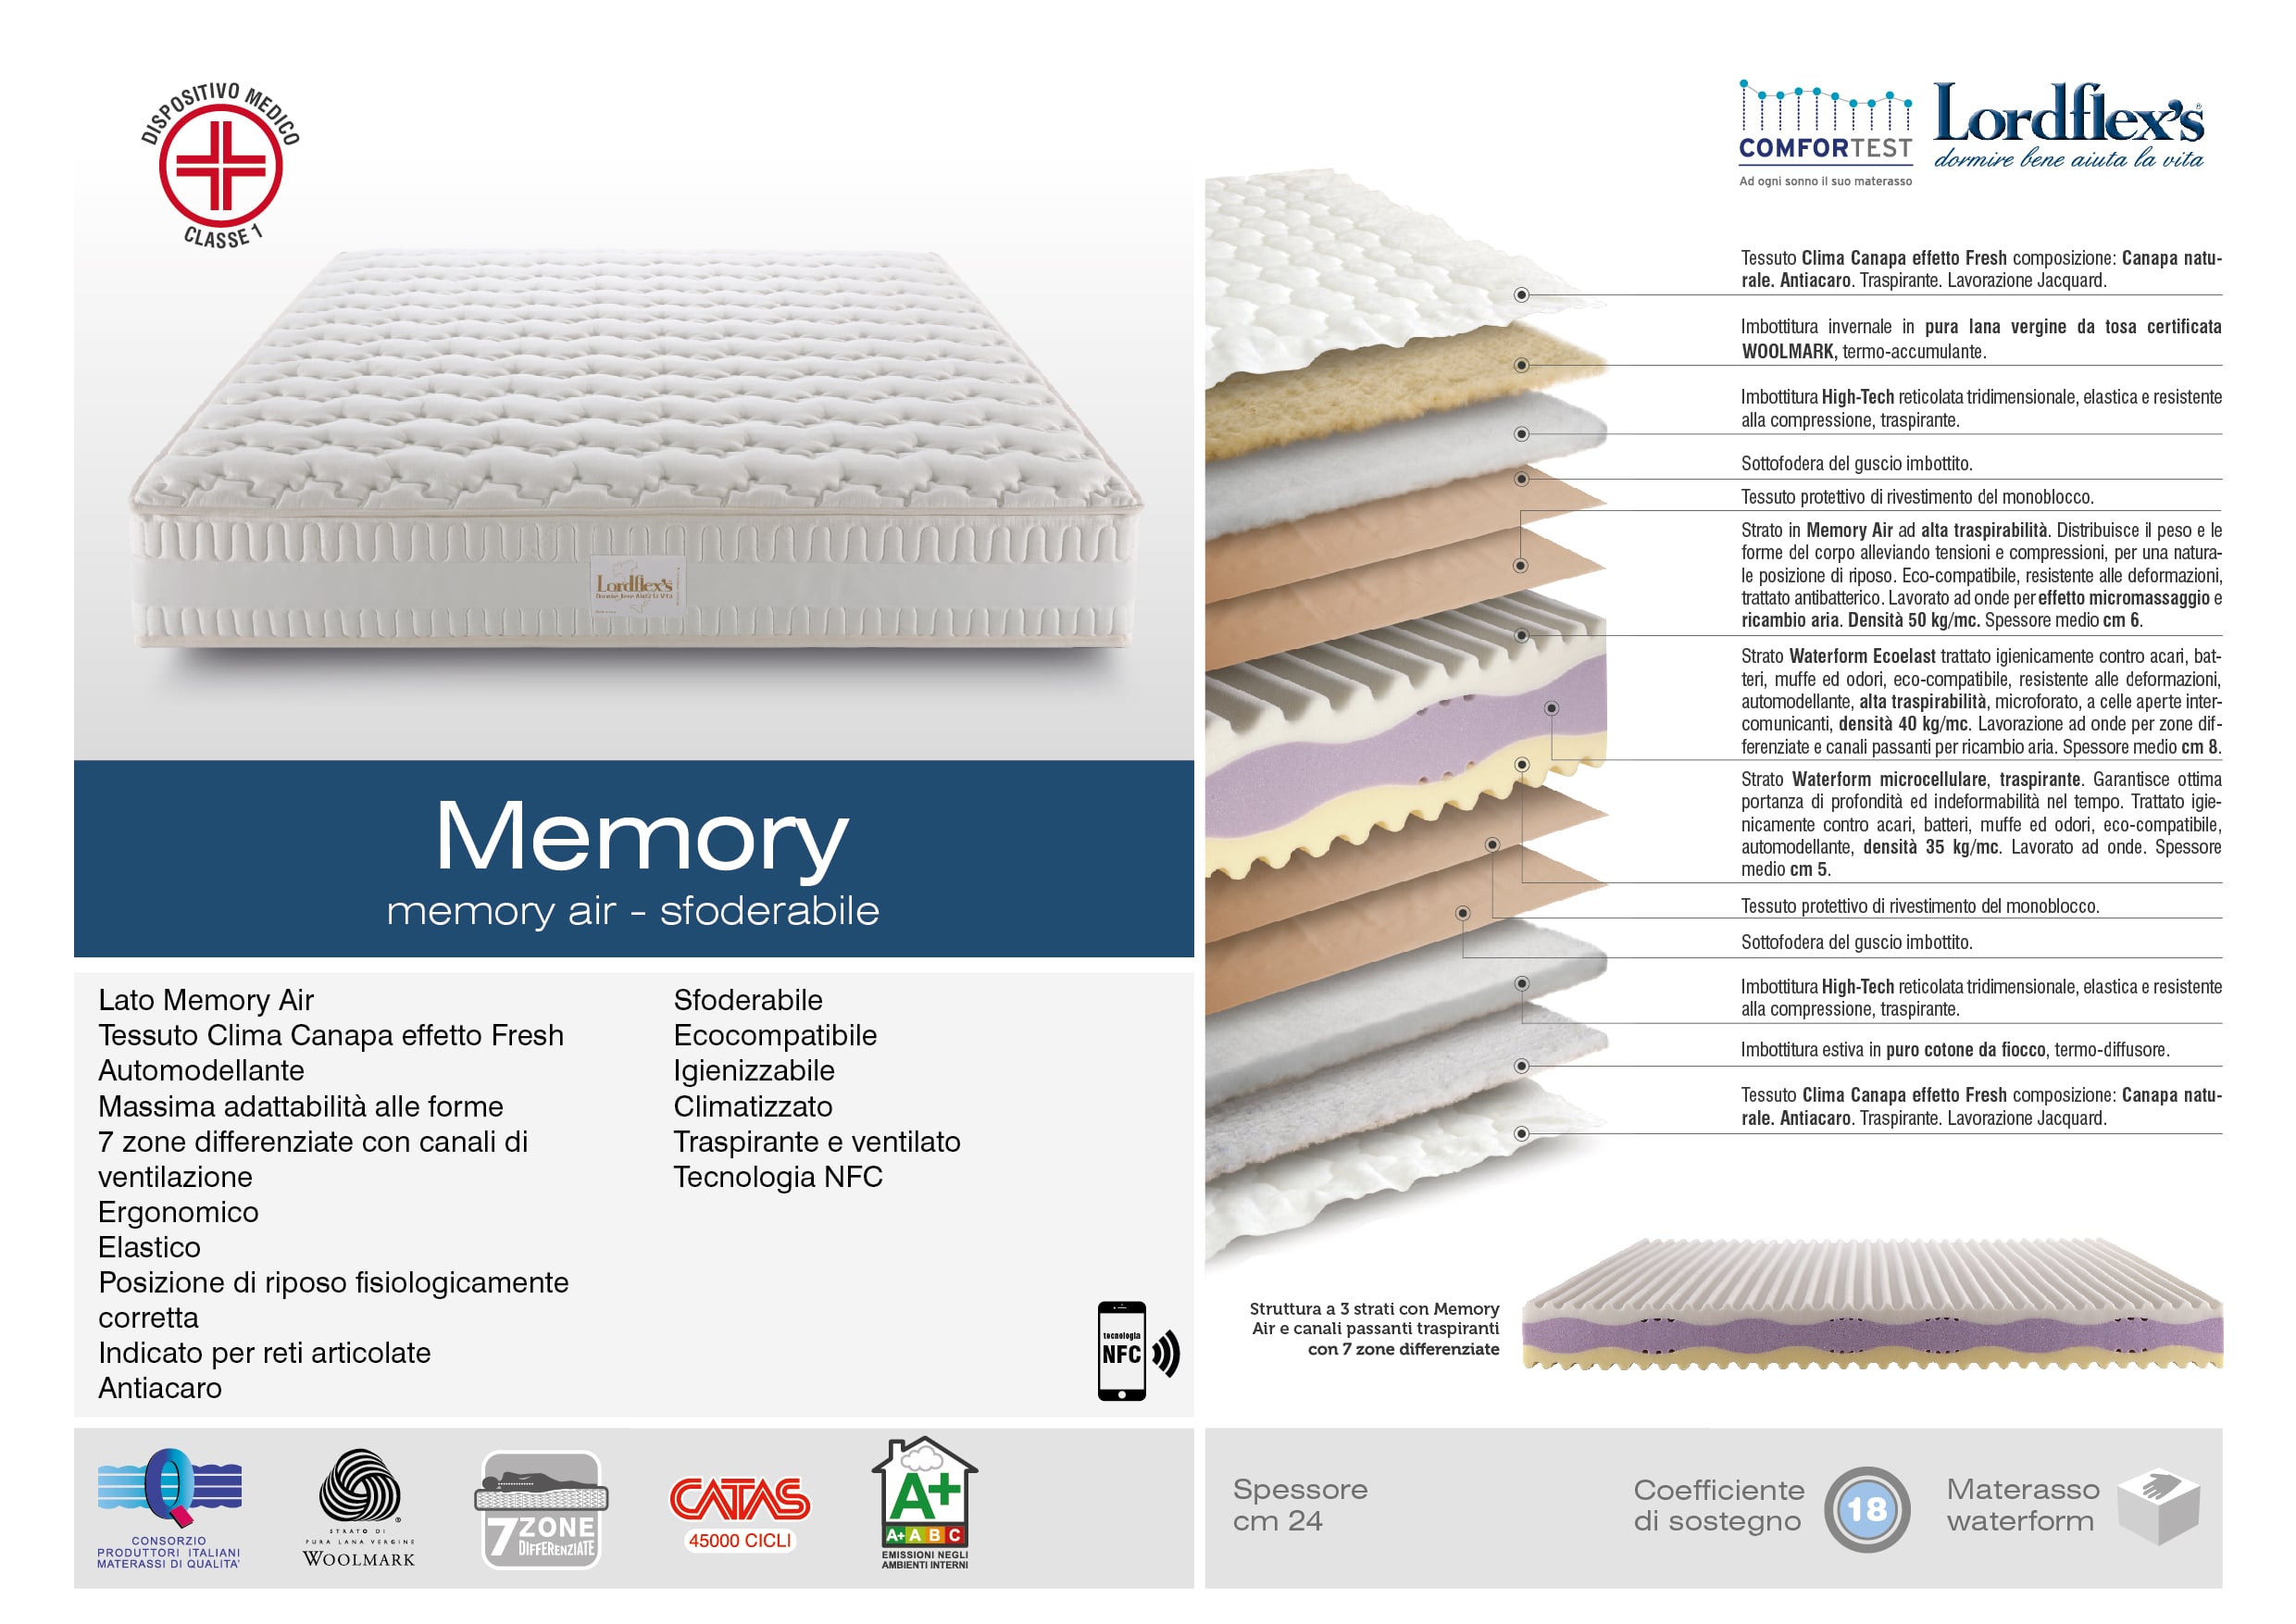 DISPOSITIVO MEDICO
CLASSE 1
COMFORTEST
Ad ogni sonno il suo materasso
Lordflex's
®
dormire bene aiuta la vita
Lordflex's
Dormire Bene Aiuta la Vita
Memory
memory air - sfoderabile
Lato Memory Air
Tessuto Clima Canapa effetto Fresh
Automodellante
Massima adattabilità alle forme
7 zone differenziate con canali di
ventilazione
Ergonomico
Elastico
Posizione di riposo fisiologicamente
corretta
Indicato per reti articolate
Antiacaro
Sfoderabile
Ecocompatibile
Igienizzabile
Climatizzato
Traspirante e ventilato
Tecnologia NFC
tecnologia
NFC
Tessuto Clima Canapa effetto Fresh composizione: Canapa natu-
rale. Antiacaro. Traspirante. Lavorazione Jacquard.
Imbottitura invernale in pura lana vergine da tosa certificata
WOOLMARK, termo-accumulante.
Imbottitura High-Tech reticolata tridimensionale, elastica e resistente
alla compressione, traspirante.
Sottofodera del guscio imbottito.
Tessuto protettivo di rivestimento del monoblocco.
Strato in Memory Air ad alta traspirabilità. Distribuisce il peso e le
forme del corpo alleviando tensioni e compressioni, per una natura-
le posizione di riposo. Eco-compatibile, resistente alle deformazioni,
trattato antibatterico. Lavorato ad onde per effetto micromassaggio e
ricambio aria. Densità 50 kg/mc. Spessore medio cm 6.
Strato Waterform Ecoelast trattato igienicamente contro acari, bat-
teri, muffe ed odori, eco-compatibile, resistente alle deformazioni,
automodellante, alta traspirabilità, microforato, a celle aperte inter-
comunicanti, densità 40 kg/mc. Lavorazione ad onde per zone dif-
ferenziate e canali passanti per ricambio aria. Spessore medio cm 8.
Strato Waterform microcellulare, traspirante. Garantisce ottima
portanza di profondità ed indeformabilità nel tempo. Trattato igie-
nicamente contro acari, batteri, muffe ed odori, eco-compatibile,
automodellante, densità 35 kg/mc. Lavorato ad onde. Spessore
medio cm 5.
Tessuto protettivo di rivestimento del monoblocco.
Sottofodera del guscio imbottito.
Imbottitura High-Tech reticolata tridimensionale, elastica e resistente
alla compressione, traspirante.
Imbottitura estiva in puro cotone da fiocco, termo-diffusore.
Tessuto Clima Canapa effetto Fresh composizione: Canapa natu-
rale. Antiacaro. Traspirante. Lavorazione Jacquard.
Struttura a 3 strati con Memory
Air e canali passanti traspiranti
con 7 zone differenziate
Q
CONSORZIO
PRODUTTORI ITALIANI
MATERASSI DI QUALITA'
®
STRATO DI
PURA LANA VERGINE
WOOLMARK
7 ZONE
DIFFERENZIATE
CATAS
45000 CICLI
A+
A+ A B C
EMISSIONI NEGLI
AMBIENTI INTERNI
Spessore
cm 24
Coefficiente
di sostegno
18
Materasso
waterform